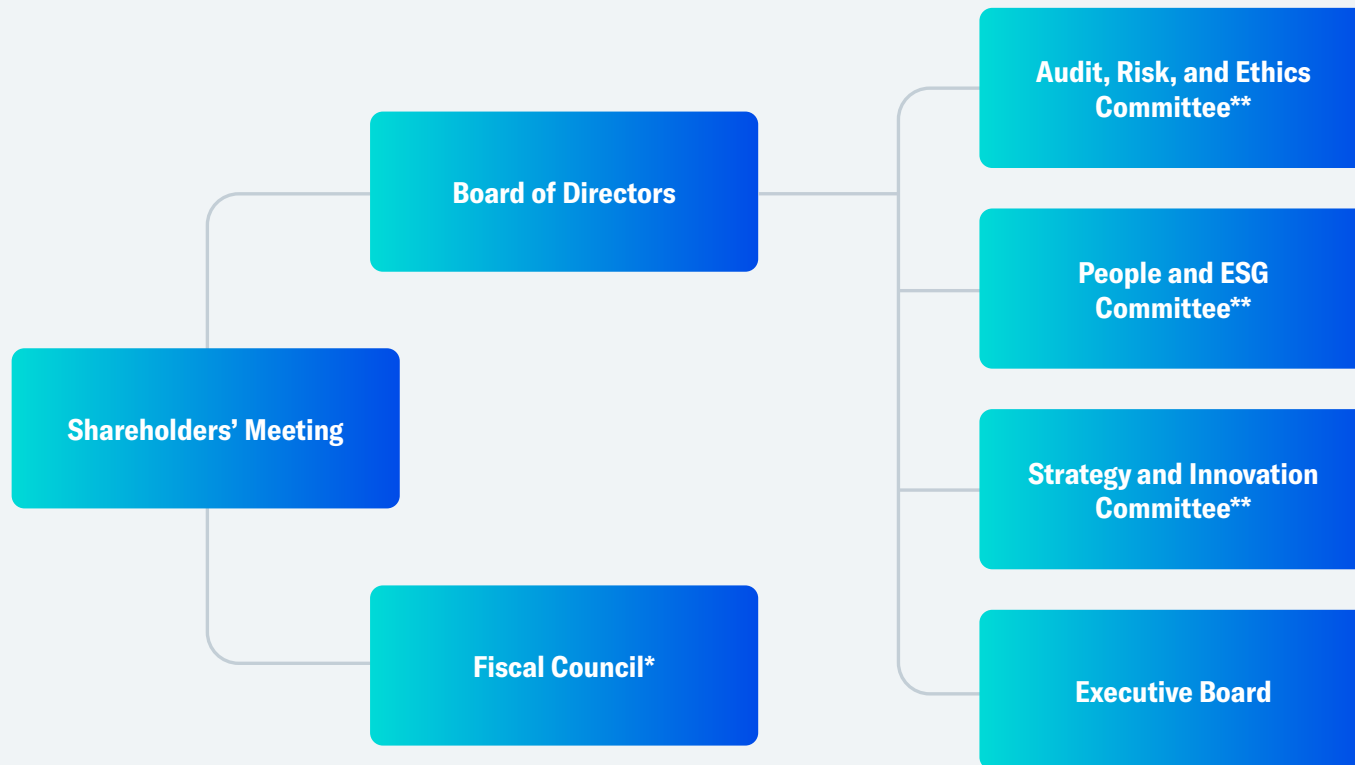 Shareholders’ Meeting
Board of Directors
Fiscal Council*
Audit, Risk, and Ethics
Committee**
People and ESG
Committee**
Strategy and Innovation
Committee**
Executive Board